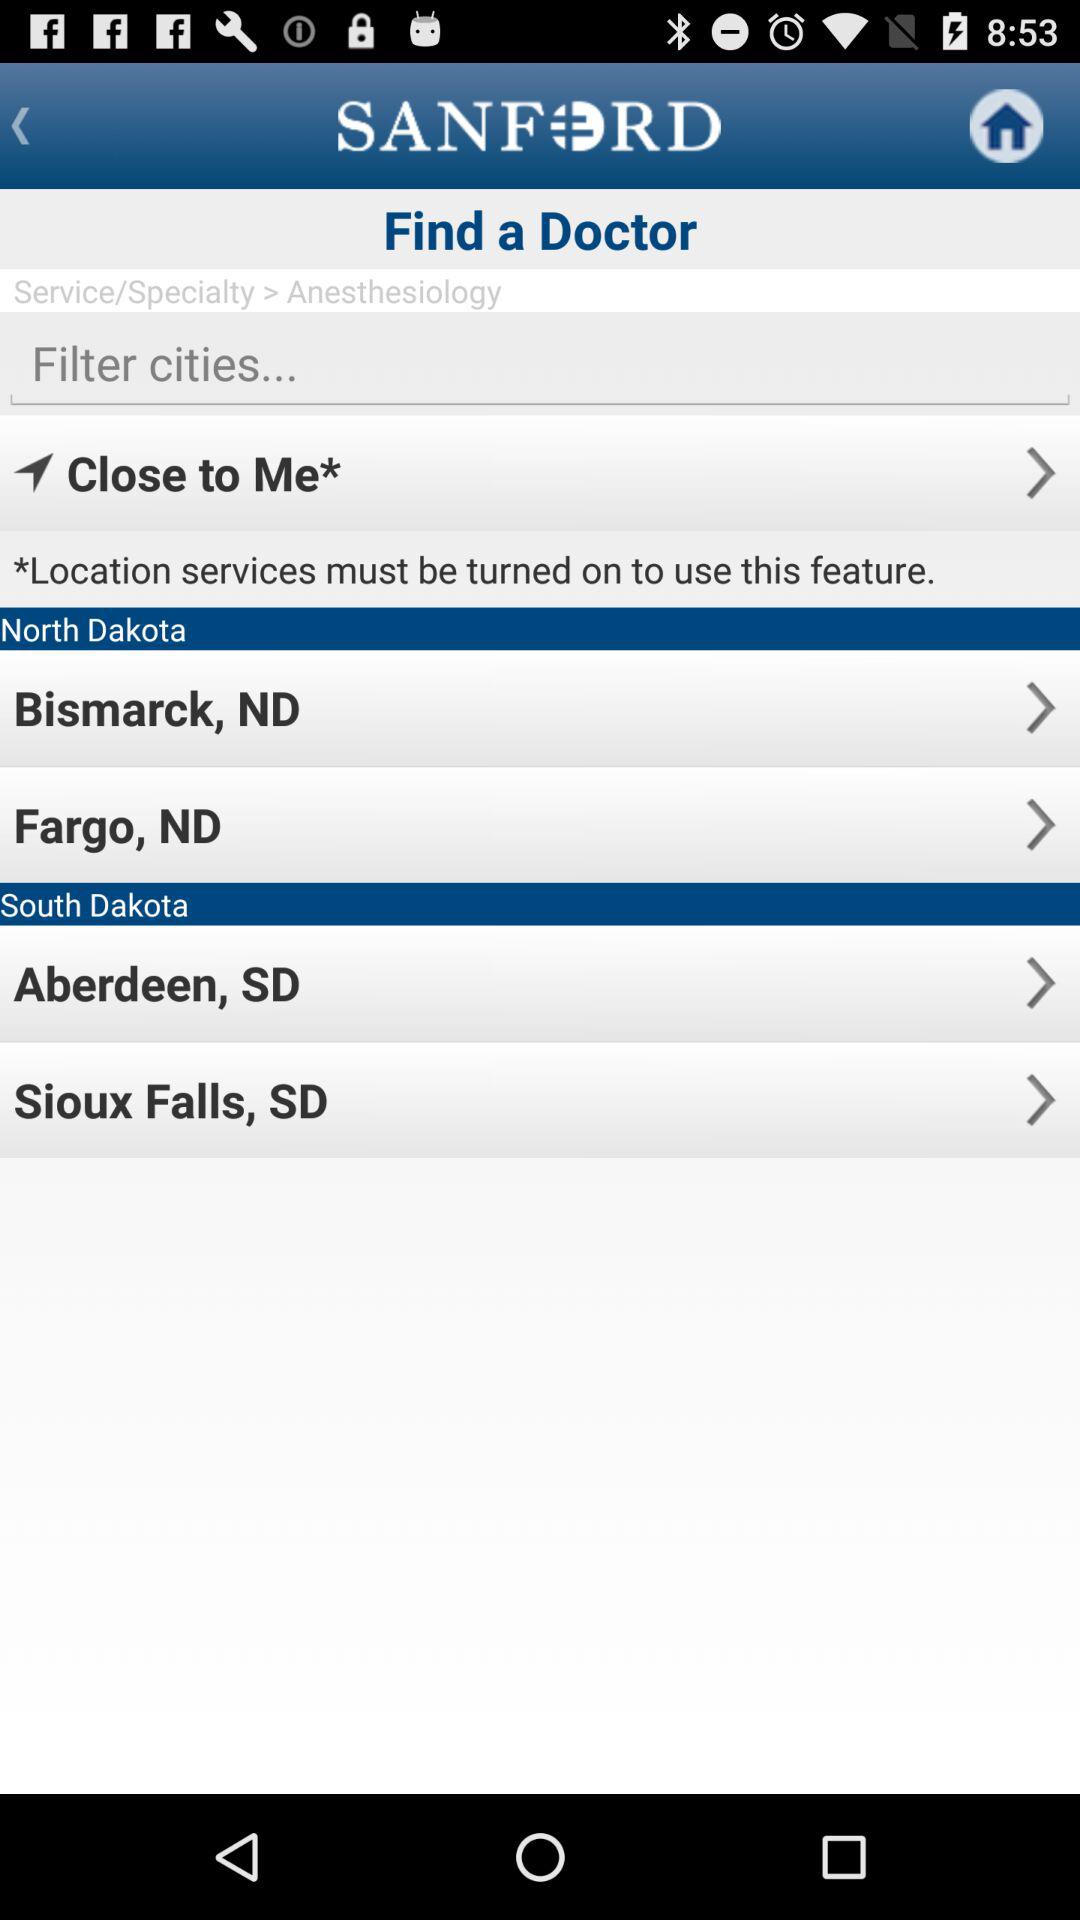 8:53
SANFORD
Find a Doctor
Service/Specialty > Anesthesiology
Filter cities...
Close to Me*
*Location services must be turned on to use this feature.
North Dakota
Bismarck, ND
Fargo, ND
South Dakota
Aberdeen, SD
Sioux Falls, SD